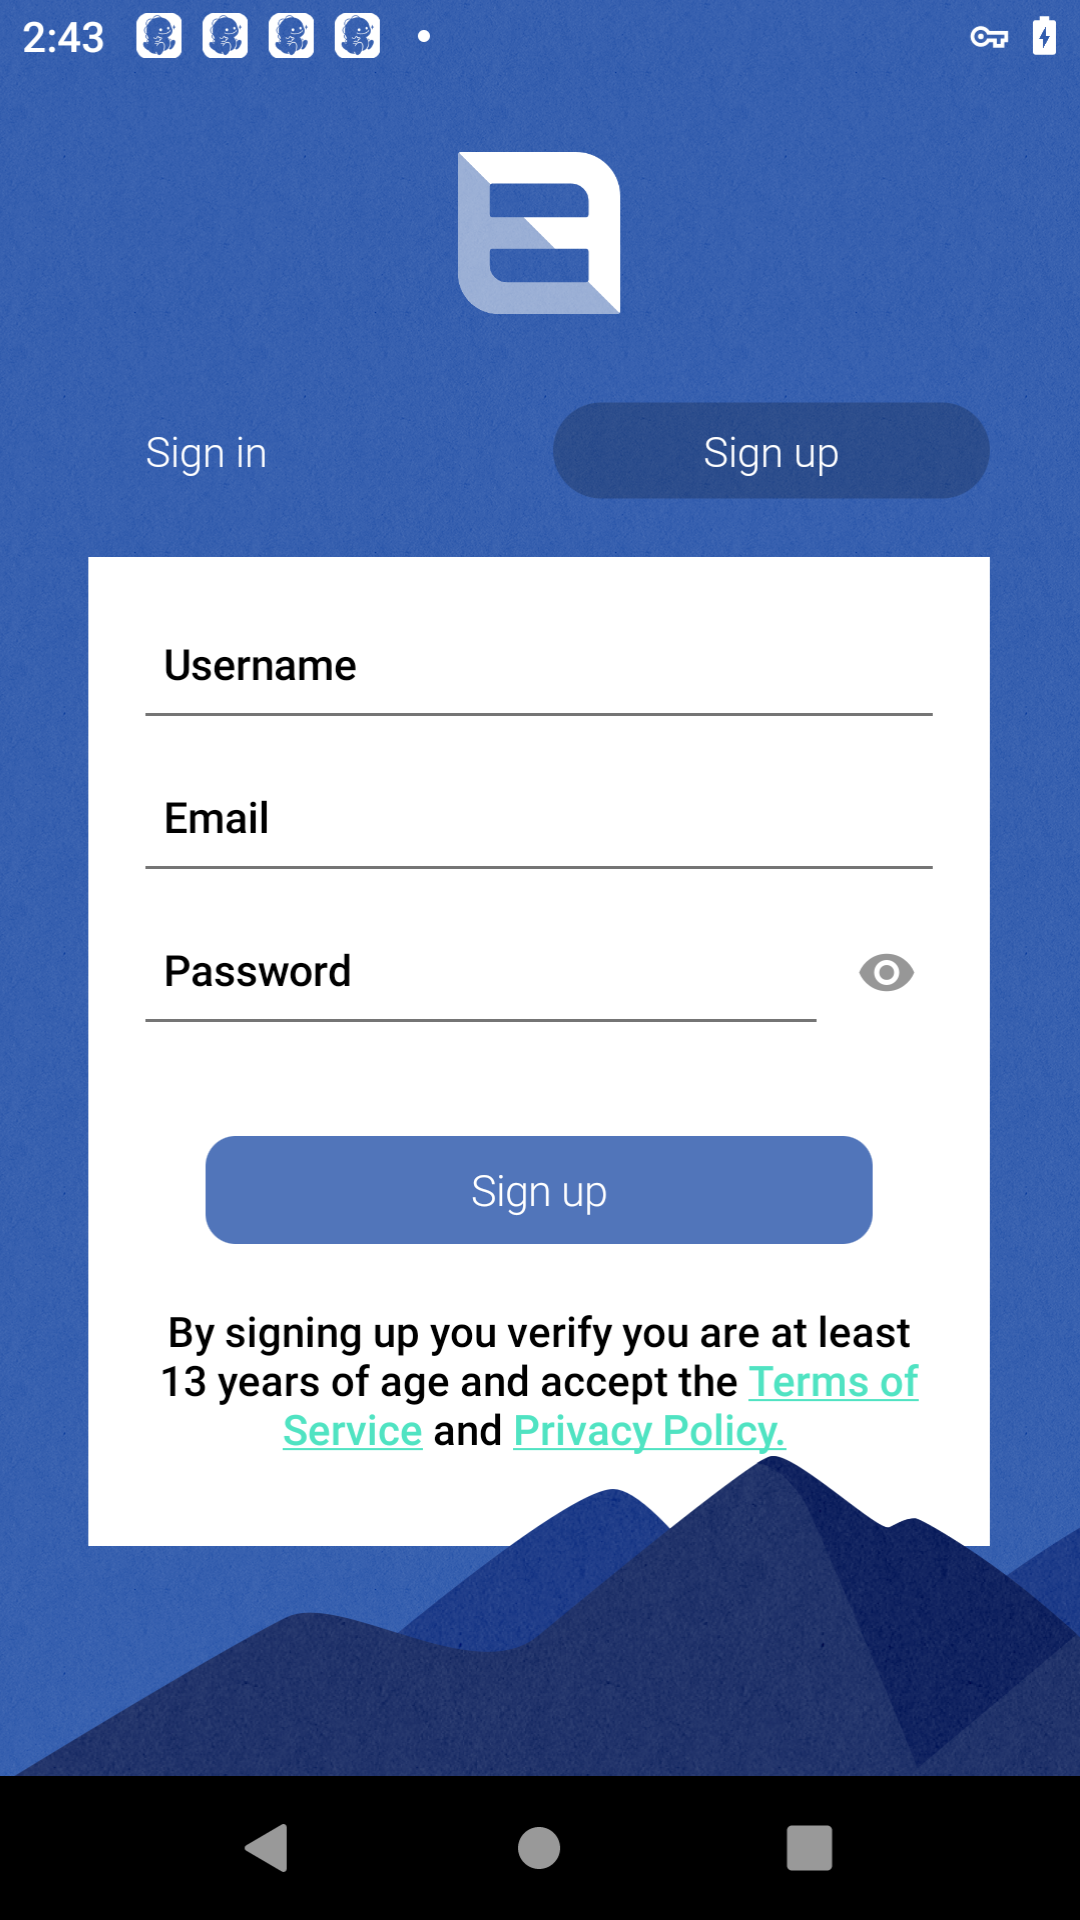 2:43
Sign in
Sign up
Username
Email
Password
Sign up
By signing up you verify you are at least
13 years of age and accept the Terms of
Service and Privacy Policy.